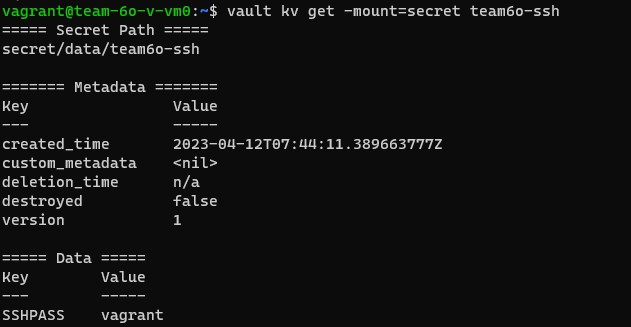 vagrant@team-6o-v-vm0:~$ vault kv get -mount=secret team6o-ssh
===== Secret Path =====
secret/data/team6o-ssh
======= Metadata =======
Key Value
--- -----
created_time 2023-04-12T07:44:11.389663777Z
custom_metadata <nil>
deletion_time n/a
destroyed false
version 1
===== Data =====
Key Value
--- -----
SSHPASS vagrant